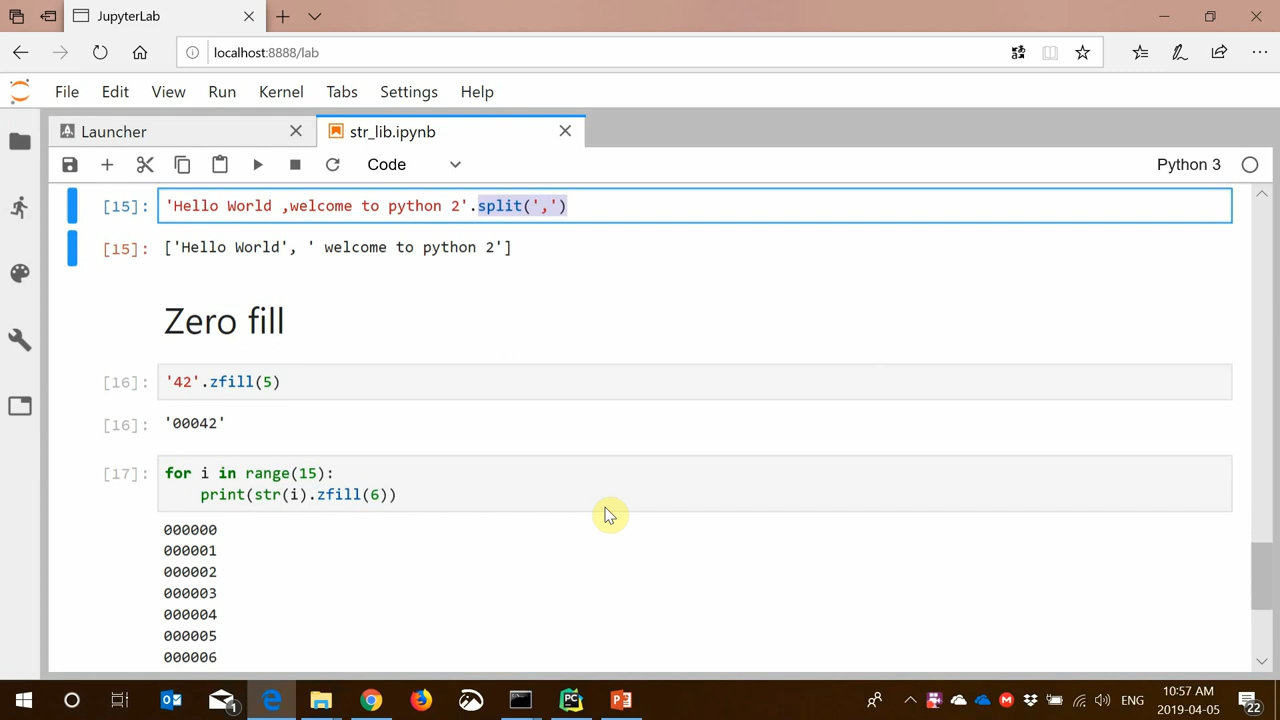 JupyterLab
localhost:8888/lab
File Edit View Run Kernel Tabs Settings Help
Launcher
str_lib.ipynb
Code
Python 3
[15]: 'Hello World ,welcome to python 2'.split(',')
[15]: ['Hello World', ' welcome to python 2']
Zero fill
[16]: '42'.zfill(5)
[16]: '00042'
[17]: for i in range(15):
print(str(i).zfill(6))
000000
000001
000002
000003
000004
000005
000006
1
PC
ENG
10:57 AM
2019-04-05
22